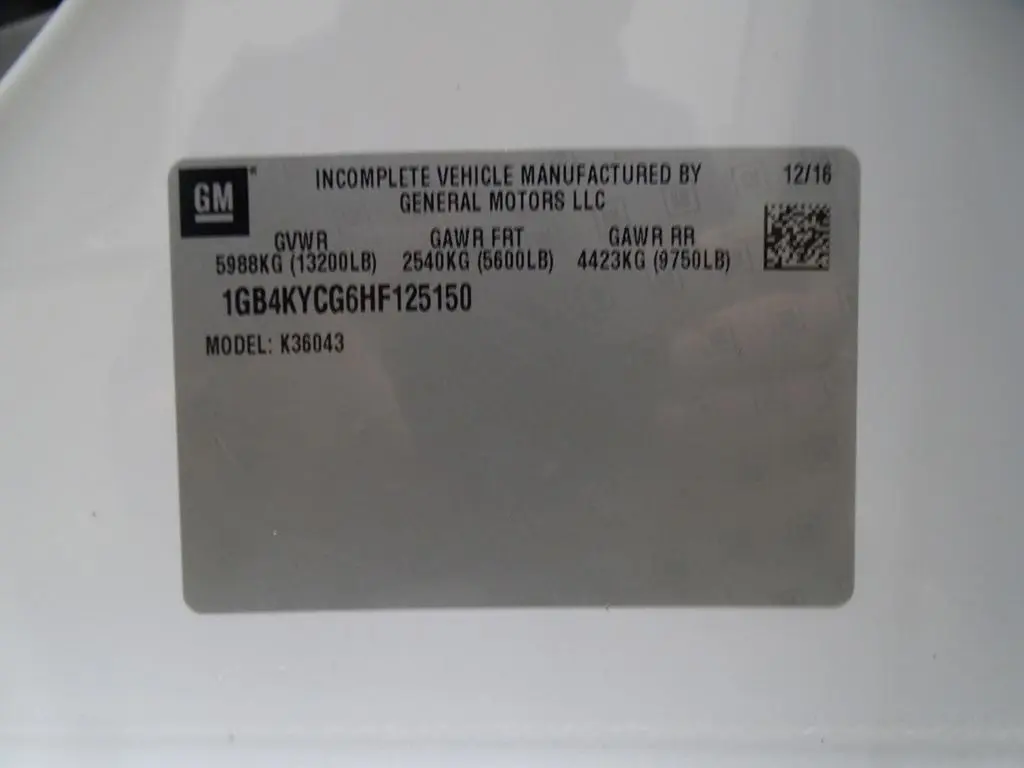 GM
INCOMPLETE VEHICLE MANUFACTURED BY
GENERAL MOTORS LLC
12/16
GVWR GAWR FRT GAWR RR
5988KG (13200LB) 2540KG (5600LB) 4423KG (9750LB)
1GB4KYCG6HF125150
MODEL: K36043